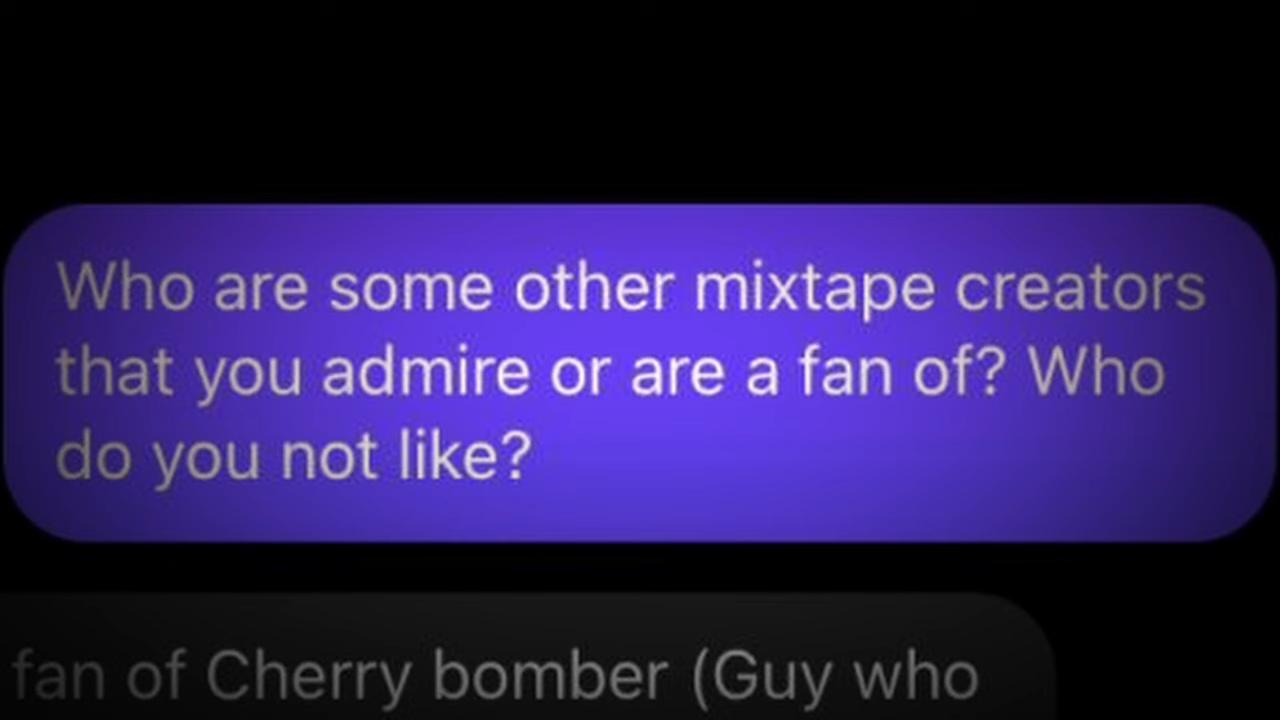 Who are some other mixtape creators
that you admire or are a fan of? Who
do you not like?
fan of Cherry bomber (Guy who